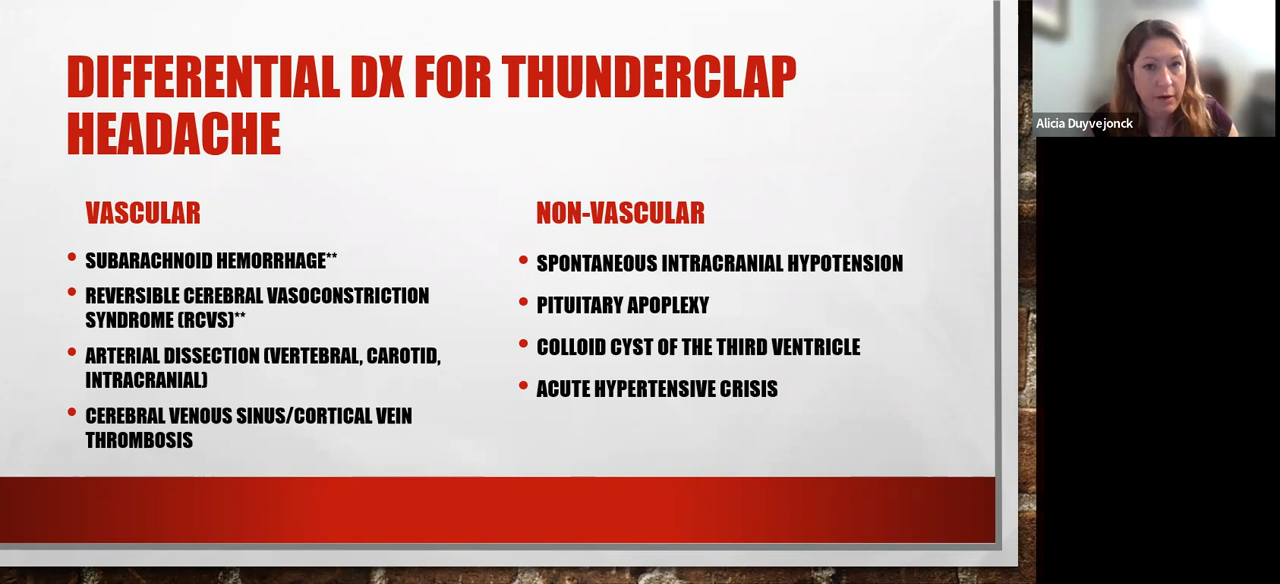 DIFFERENTIAL DX FOR THUNDERCLAP
HEADACHE
VASCULAR
• SUBARACHNOID HEMORRHAGE**
• REVERSIBLE CEREBRAL VASOCONSTRICTION
SYNDROME (RCVS)**
• ARTERIAL DISSECTION (VERTEBRAL, CAROTID,
INTRACRANIAL)
• CEREBRAL VENOUS SINUS/CORTICAL VEIN
THROMBOSIS
NON-VASCULAR
• SPONTANEOUS INTRACRANIAL HYPOTENSION
• PITUITARY APOPLEXY
• COLLOID CYST OF THE THIRD VENTRICLE
• ACUTE HYPERTENSIVE CRISIS
Alicia Duyvejonck